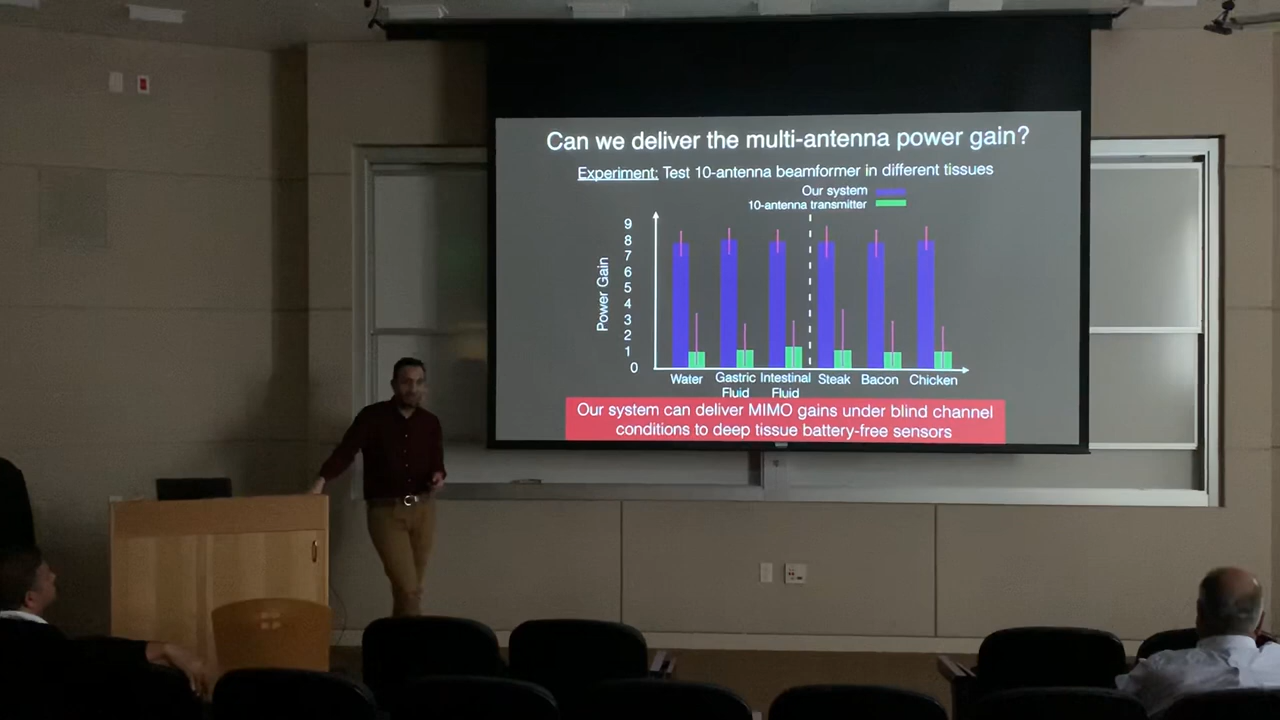 Can we deliver the multi-antenna power gain?
Experiment: Test 10-antenna beamformer in different tissues
Our system
10-antenna transmitter
Power Gain
9
8
7
6
5
4
3
2
1
0
Water
Gastric
Fluid
Intestinal
Fluid
Steak
Bacon
Chicken
Our system can deliver MIMO gains under blind channel
conditions to deep tissue battery-free sensors